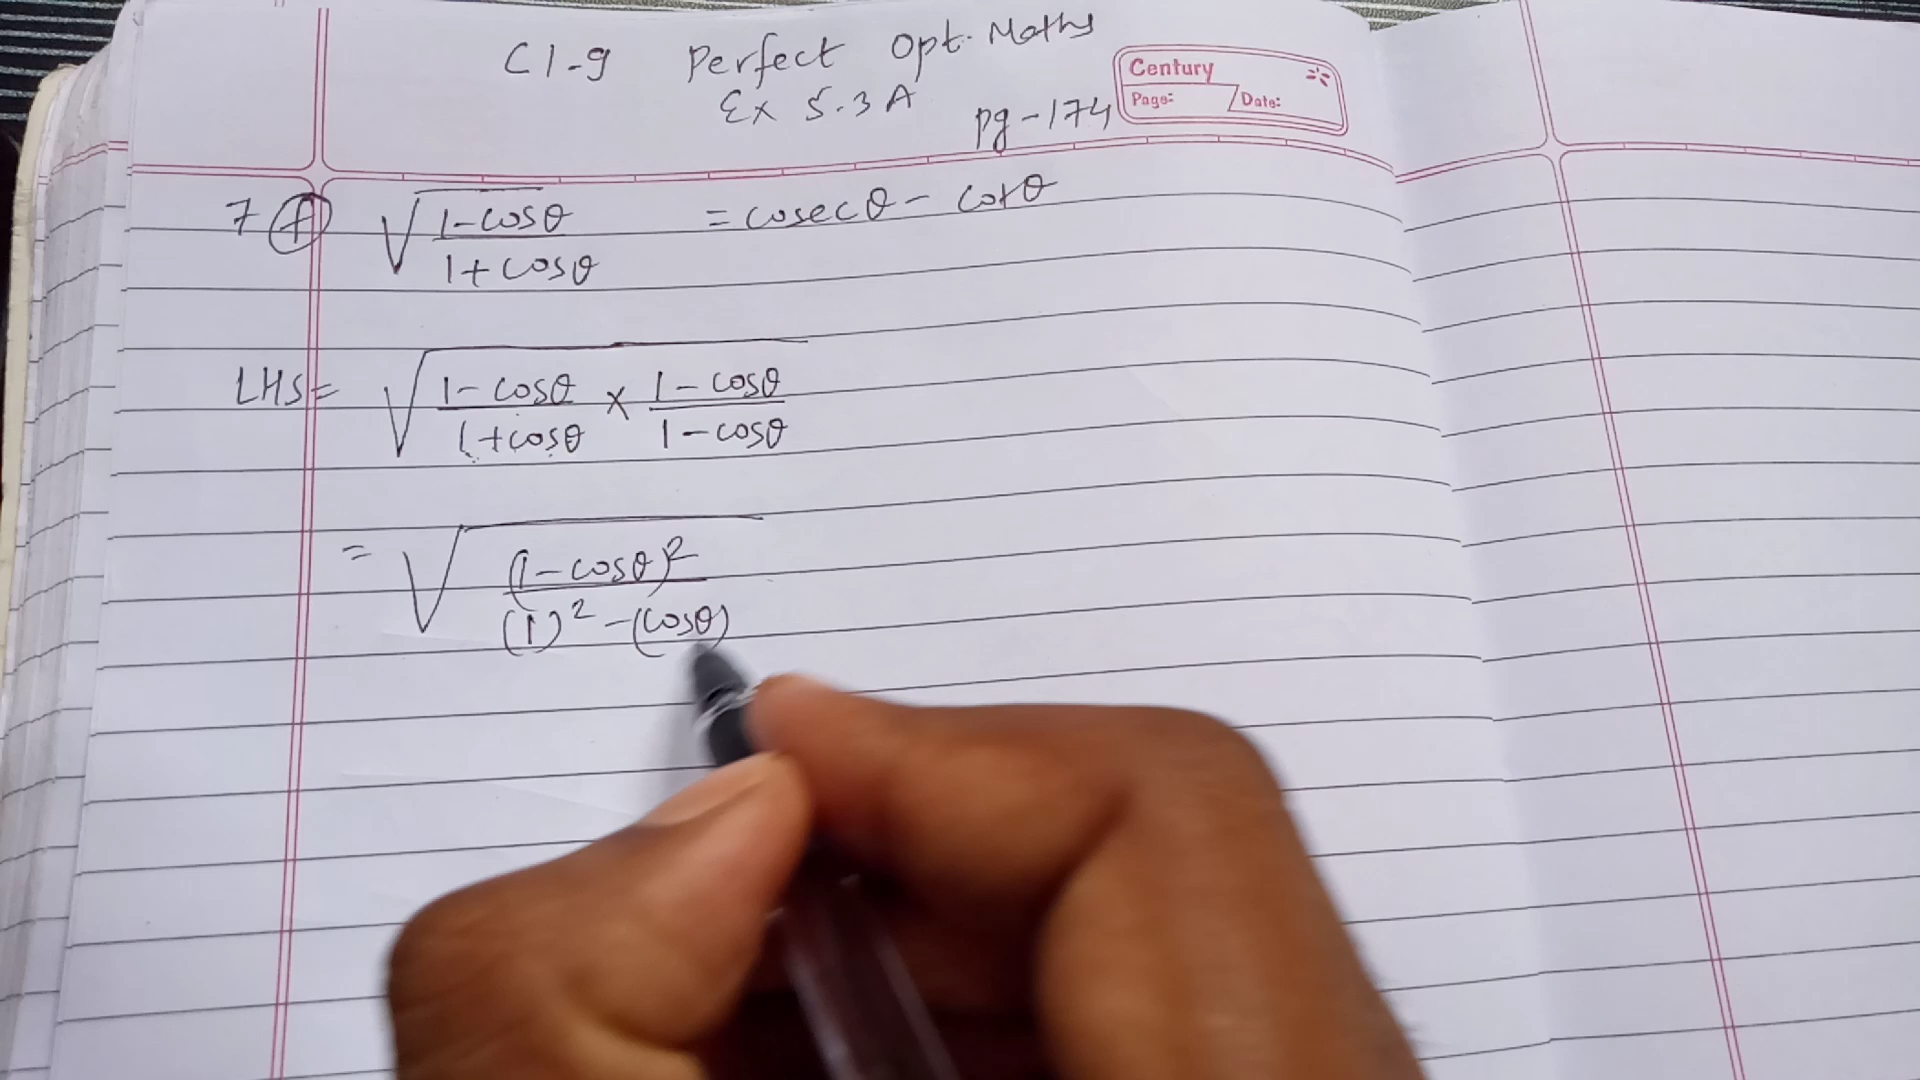 Cl-9 Perfect Opt. Maths
Ex 5.3 A pg-174
Century
Page: Date:
7 (f) √((1-cosθ)/(1+cosθ)) = cosecθ - cotθ
LHS = √((1-cosθ)/(1+cosθ) × (1-cosθ)/(1-cosθ))
= √((1-cosθ)²/((1)²-(cosθ)))